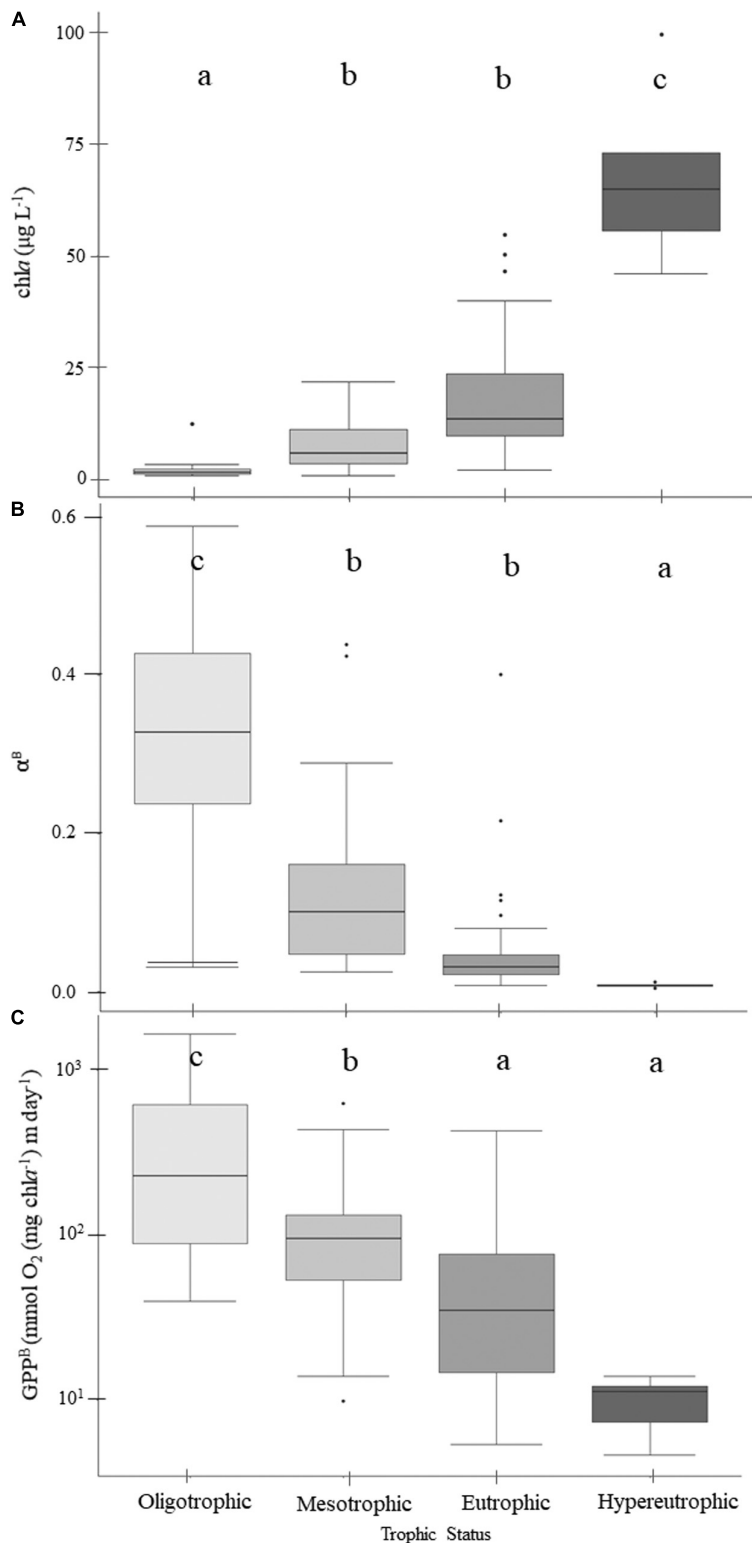 A
100
a
b
b
c
75
chla (μg L⁻¹)
50
25
0
B
0.6
c
b
b
a
0.4
αᴮ
0.2
0.0
C
10³
c
b
a
a
GPPᴮ (mmol O₂ (mg chla⁻¹) m day⁻¹)
10²
10¹
Oligotrophic Mesotrophic Eutrophic Hypereutrophic
Trophic Status